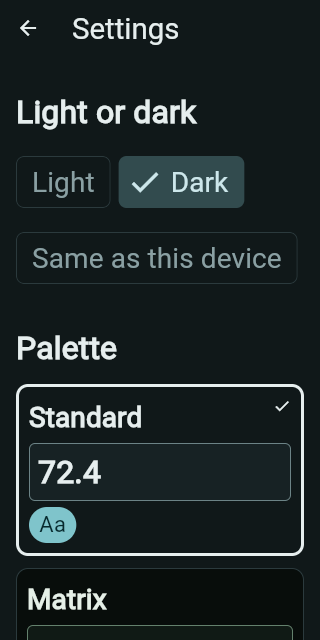 Settings
Light or dark
Light
Dark
Same as this device
Palette
Standard
72.4
Aa
Matrix